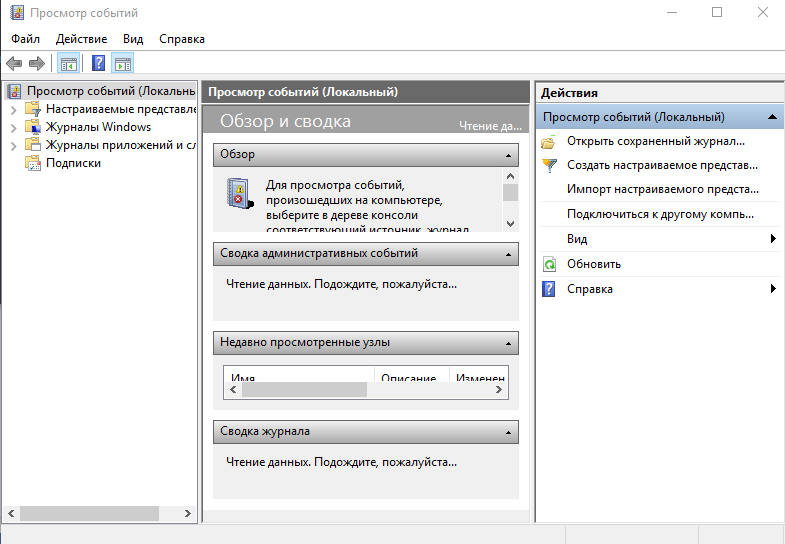 Просмотр событий
Файл Действие Вид Справка
Просмотр событий (Локальнь
Настраиваемые представле
Журналы Windows
Журналы приложений и сл
Подписки
Просмотр событий (Локальный)
Обзор и сводка
Чтение да...
Обзор
Для просмотра событий,
произошедших на компьютере,
выберите в дереве консоли
соответствующий источник, журнал
Сводка административных событий
Чтение данных. Подождите, пожалуйста...
Недавно просмотренные узлы
Имя Описание Изменен
Сводка журнала
Чтение данных. Подождите, пожалуйста...
Действия
Просмотр событий (Локальный)
Открыть сохраненный журнал...
Создать настраиваемое представ...
Импорт настраиваемого предста...
Подключиться к другому компь...
Вид
Обновить
Справка